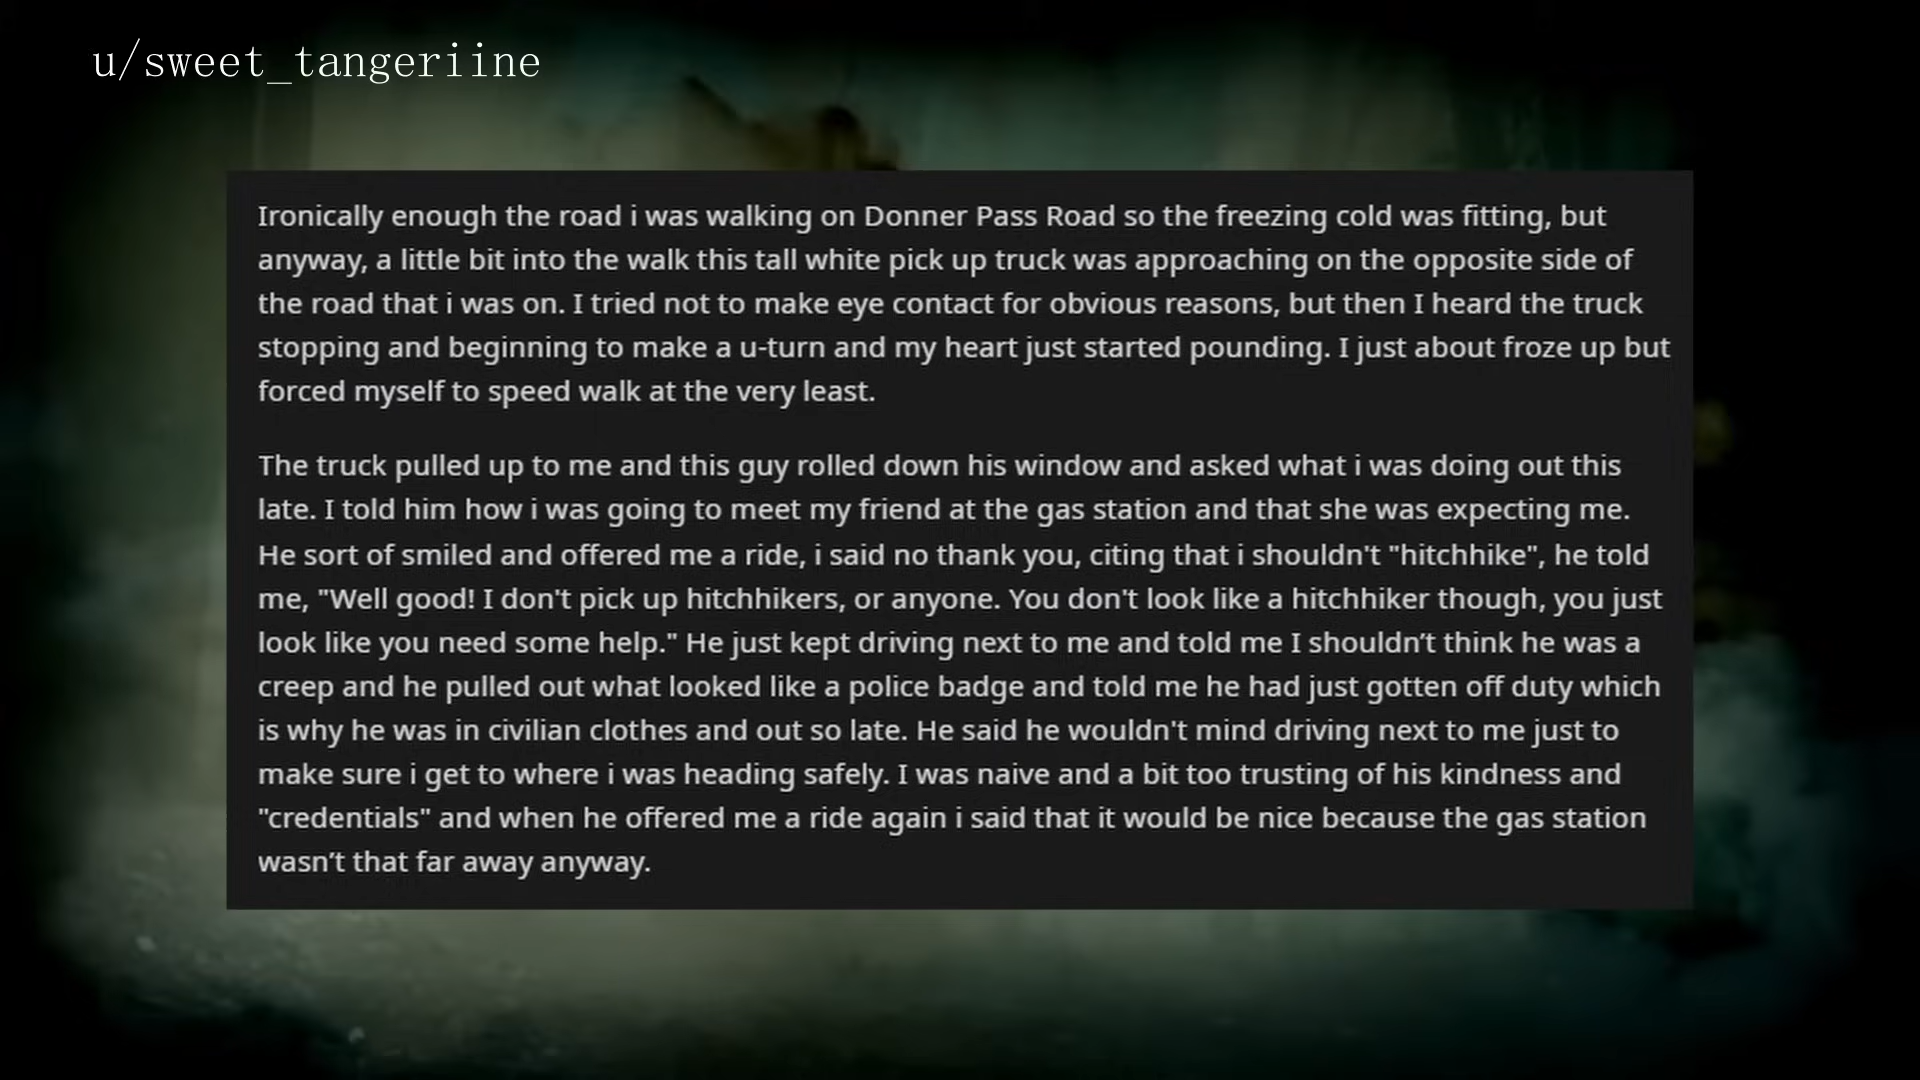 u/sweet_tangeriine
Ironically enough the road i was walking on Donner Pass Road so the freezing cold was fitting, but
anyway, a little bit into the walk this tall white pick up truck was approaching on the opposite side of
the road that i was on. I tried not to make eye contact for obvious reasons, but then I heard the truck
stopping and beginning to make a u-turn and my heart just started pounding. I just about froze up but
forced myself to speed walk at the very least.
The truck pulled up to me and this guy rolled down his window and asked what i was doing out this
late. I told him how i was going to meet my friend at the gas station and that she was expecting me.
He sort of smiled and offered me a ride, i said no thank you, citing that i shouldn't "hitchhike", he told
me, "Well good! I don't pick up hitchhikers, or anyone. You don't look like a hitchhiker though, you just
look like you need some help." He just kept driving next to me and told me I shouldn’t think he was a
creep and he pulled out what looked like a police badge and told me he had just gotten off duty which
is why he was in civilian clothes and out so late. He said he wouldn't mind driving next to me just to
make sure i get to where i was heading safely. I was naive and a bit too trusting of his kindness and
"credentials" and when he offered me a ride again i said that it would be nice because the gas station
wasn’t that far away anyway.